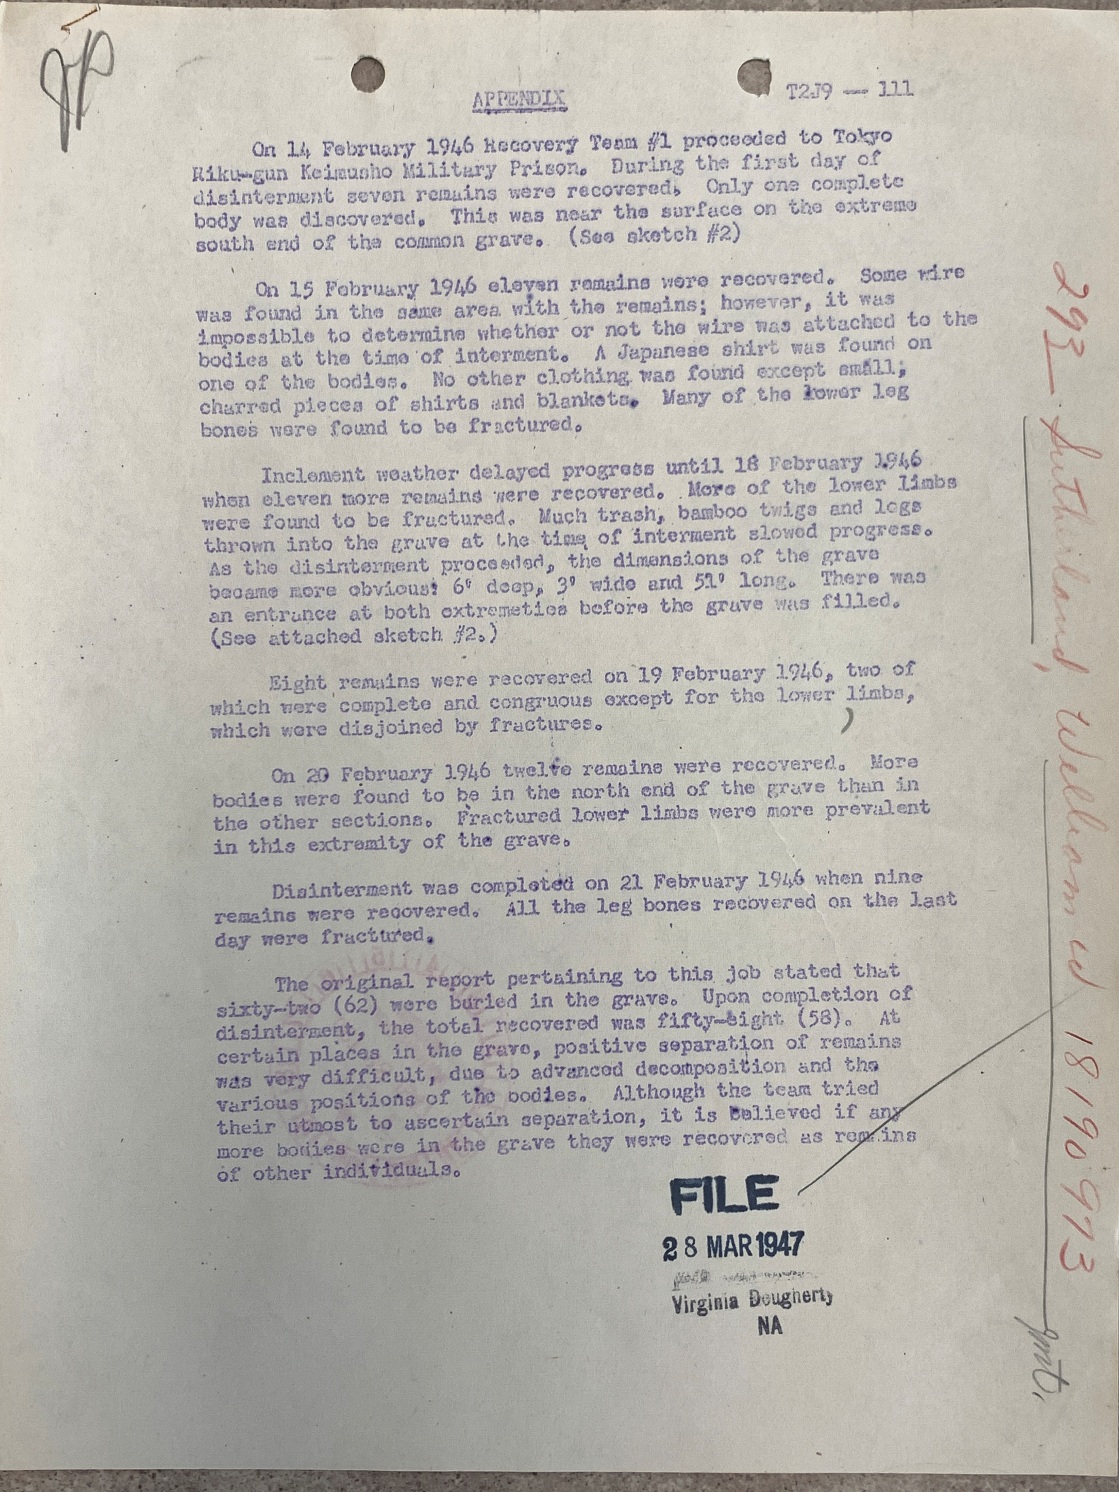 APPENDIX
T2J9 -- 111
On 14 February 1946 Recovery Team #1 proceeded to Tokyo
Riku-gun Keimusho Military Prison. During the first day of
disinterment seven remains were recovered. Only one complete
body was discovered. This was near the surface on the extreme
south end of the common grave. (See sketch #2)
On 15 February 1946 eleven remains were recovered. Some wire
was found in the same area with the remains; however, it was
impossible to determine whether or not the wire was attached to the
bodies at the time of interment. A Japanese shirt was found on
one of the bodies. No other clothing was found except small;
charred pieces of shirts and blankets. Many of the lower leg
bones were found to be fractured.
Inclement weather delayed progress until 18 February 1946
when eleven more remains were recovered. More of the lower limbs
were found to be fractured. Much trash, bamboo twigs and logs
thrown into the grave at the time of interment slowed progress.
As the disinterment proceeded, the dimensions of the grave
became more obvious: 6' deep, 3' wide and 51' long. There was
an entrance at both extremeties before the grave was filled.
(See attached sketch #2.)
Eight remains were recovered on 19 February 1946, two of
which were complete and congruous except for the lower limbs,
which were disjoined by fractures.
On 20 February 1946 twelve remains were recovered. More
bodies were found to be in the north end of the grave than in
the other sections. Fractured lower limbs were more prevalent
in this extremity of the grave.
Disinterment was completed on 21 February 1946 when nine
remains were recovered. All the leg bones recovered on the last
day were fractured.
The original report pertaining to this job stated that
sixty-two (62) were buried in the grave. Upon completion of
disinterment, the total recovered was fifty-eight (58). At
certain places in the grave, positive separation of remains
was very difficult, due to advanced decomposition and the
various positions of the bodies. Although the team tried
their utmost to ascertain separation, it is believed if any
more bodies were in the grave they were recovered as remains
of other individuals.
FILE
28 MAR 1947
Virginia Dougherty
NA
293 Sutherland, William W 18190973